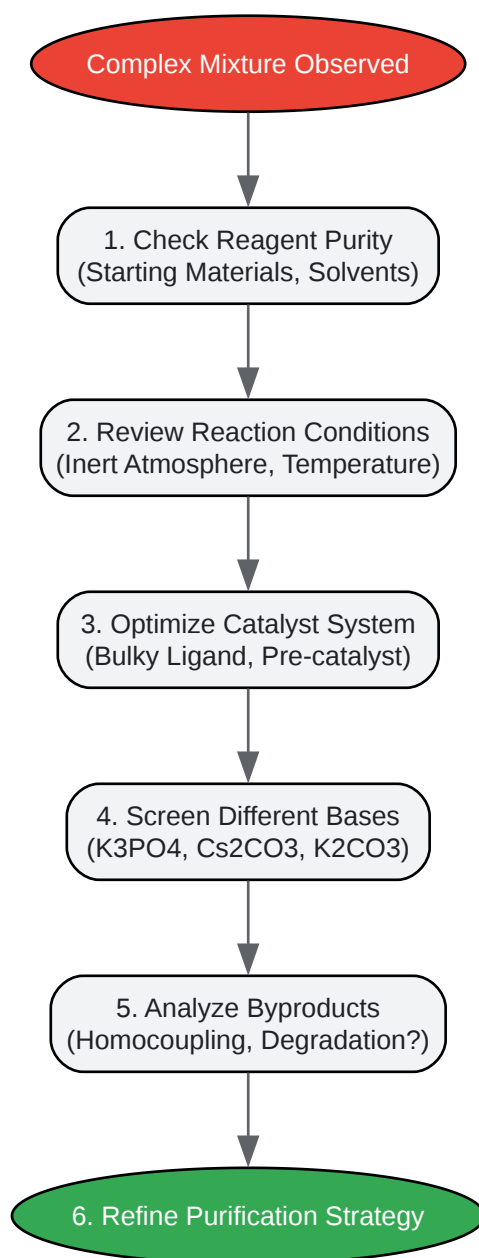 Complex Mixture Observed
1. Check Reagent Purity
(Starting Materials, Solvents)
2. Review Reaction Conditions
(Inert Atmosphere, Temperature)
3. Optimize Catalyst System
(Bulky Ligand, Pre-catalyst)
4. Screen Different Bases
(K3PO4, Cs2CO3, K2CO3)
5. Analyze Byproducts
(Homocoupling, Degradation?)
6. Refine Purification Strategy